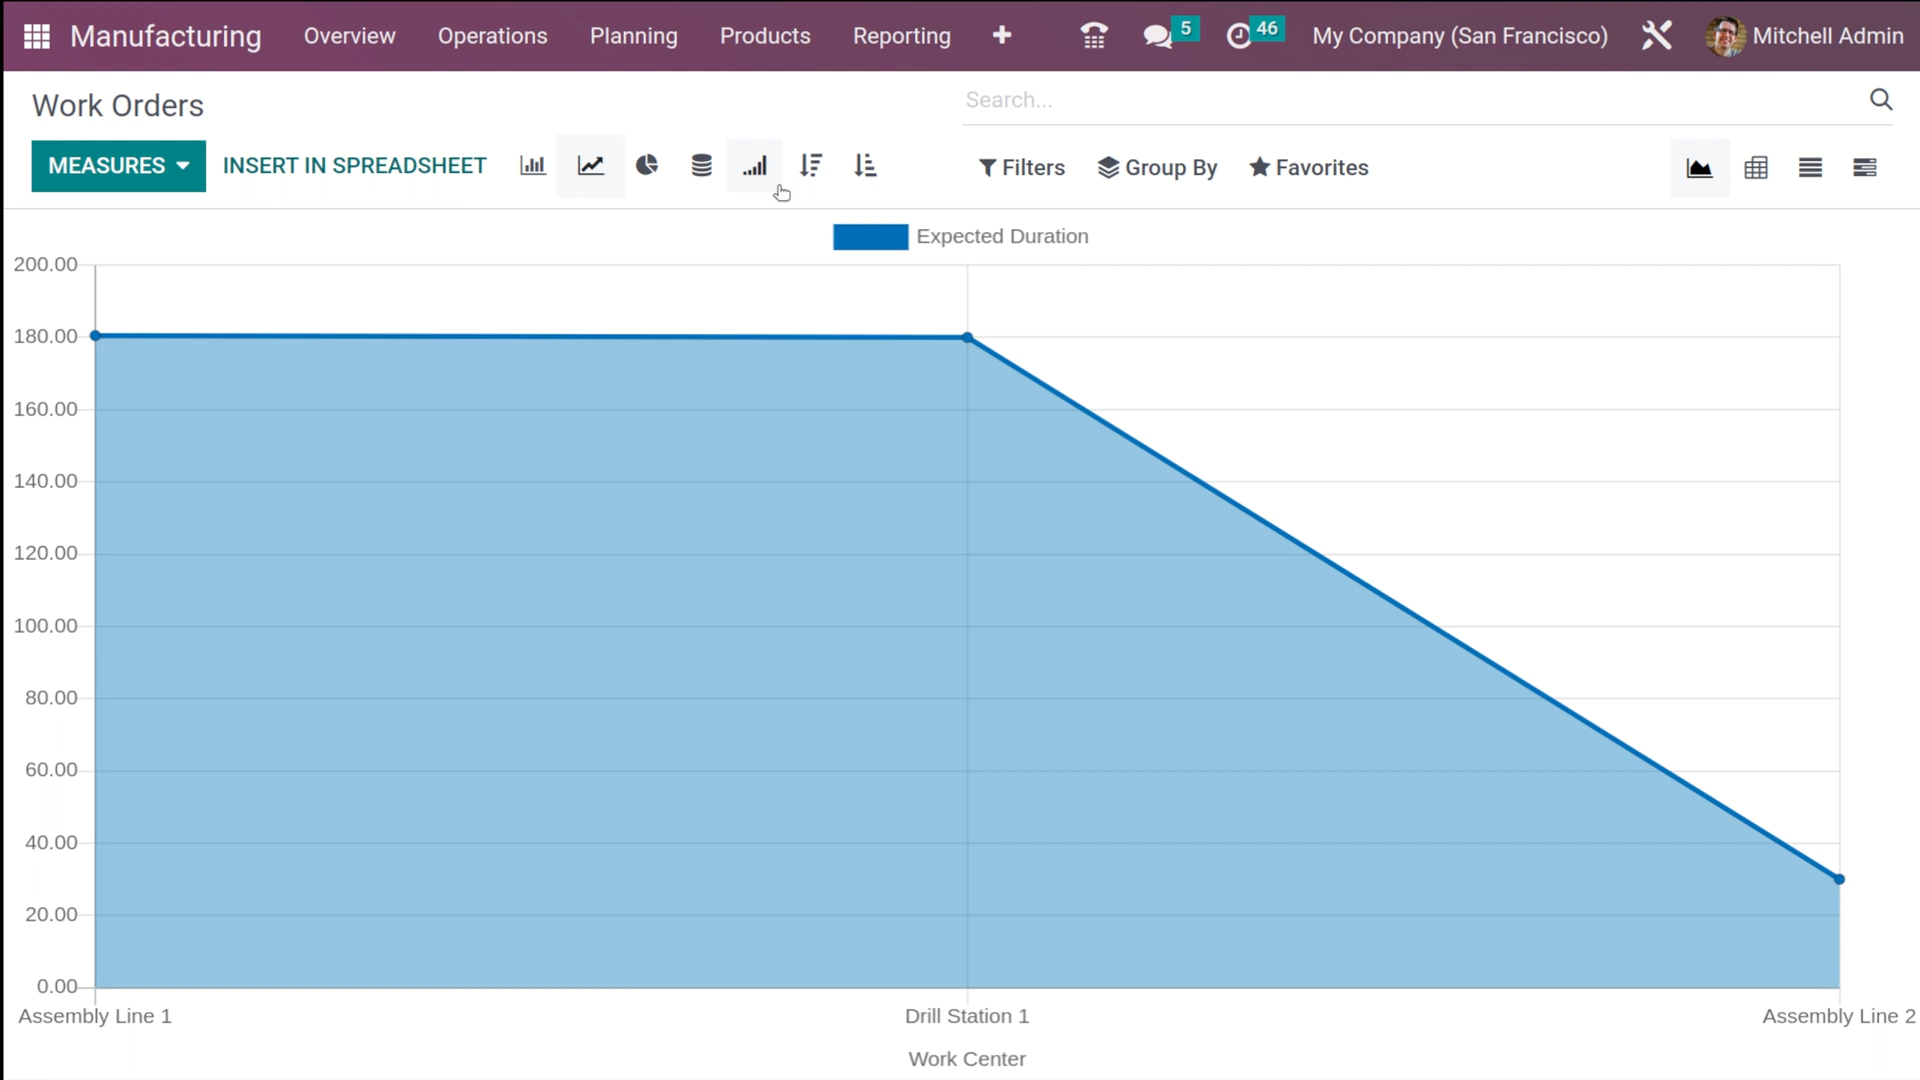 Manufacturing Overview Operations Planning Products Reporting 5 46 My Company (San Francisco) Mitchell Admin
Work Orders
Search...
MEASURES INSERT IN SPREADSHEET Filters Group By Favorites
Expected Duration
200.00
180.00
160.00
140.00
120.00
100.00
80.00
60.00
40.00
20.00
0.00
Assembly Line 1 Drill Station 1 Assembly Line 2
Work Center